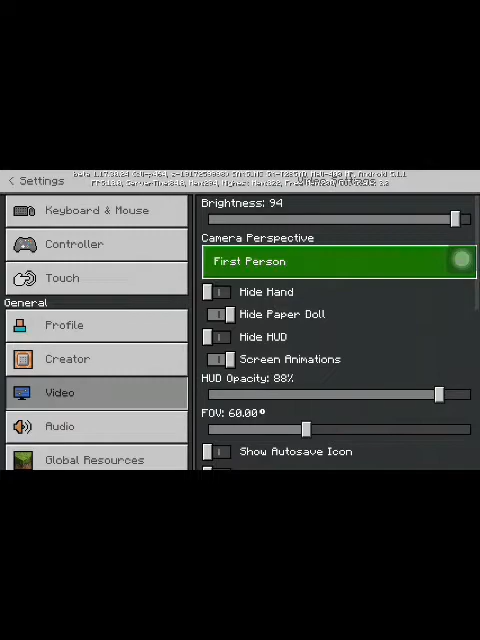 Settings
Keyboard & Mouse
Controller
Touch
General
Profile
Creator
Video
Audio
Global Resources
Brightness: 94
Camera Perspective
First Person
Hide Hand
Hide Paper Doll
Hide HUD
Screen Animations
HUD Opacity: 88%
FOV: 60.00°
Show Autosave Icon